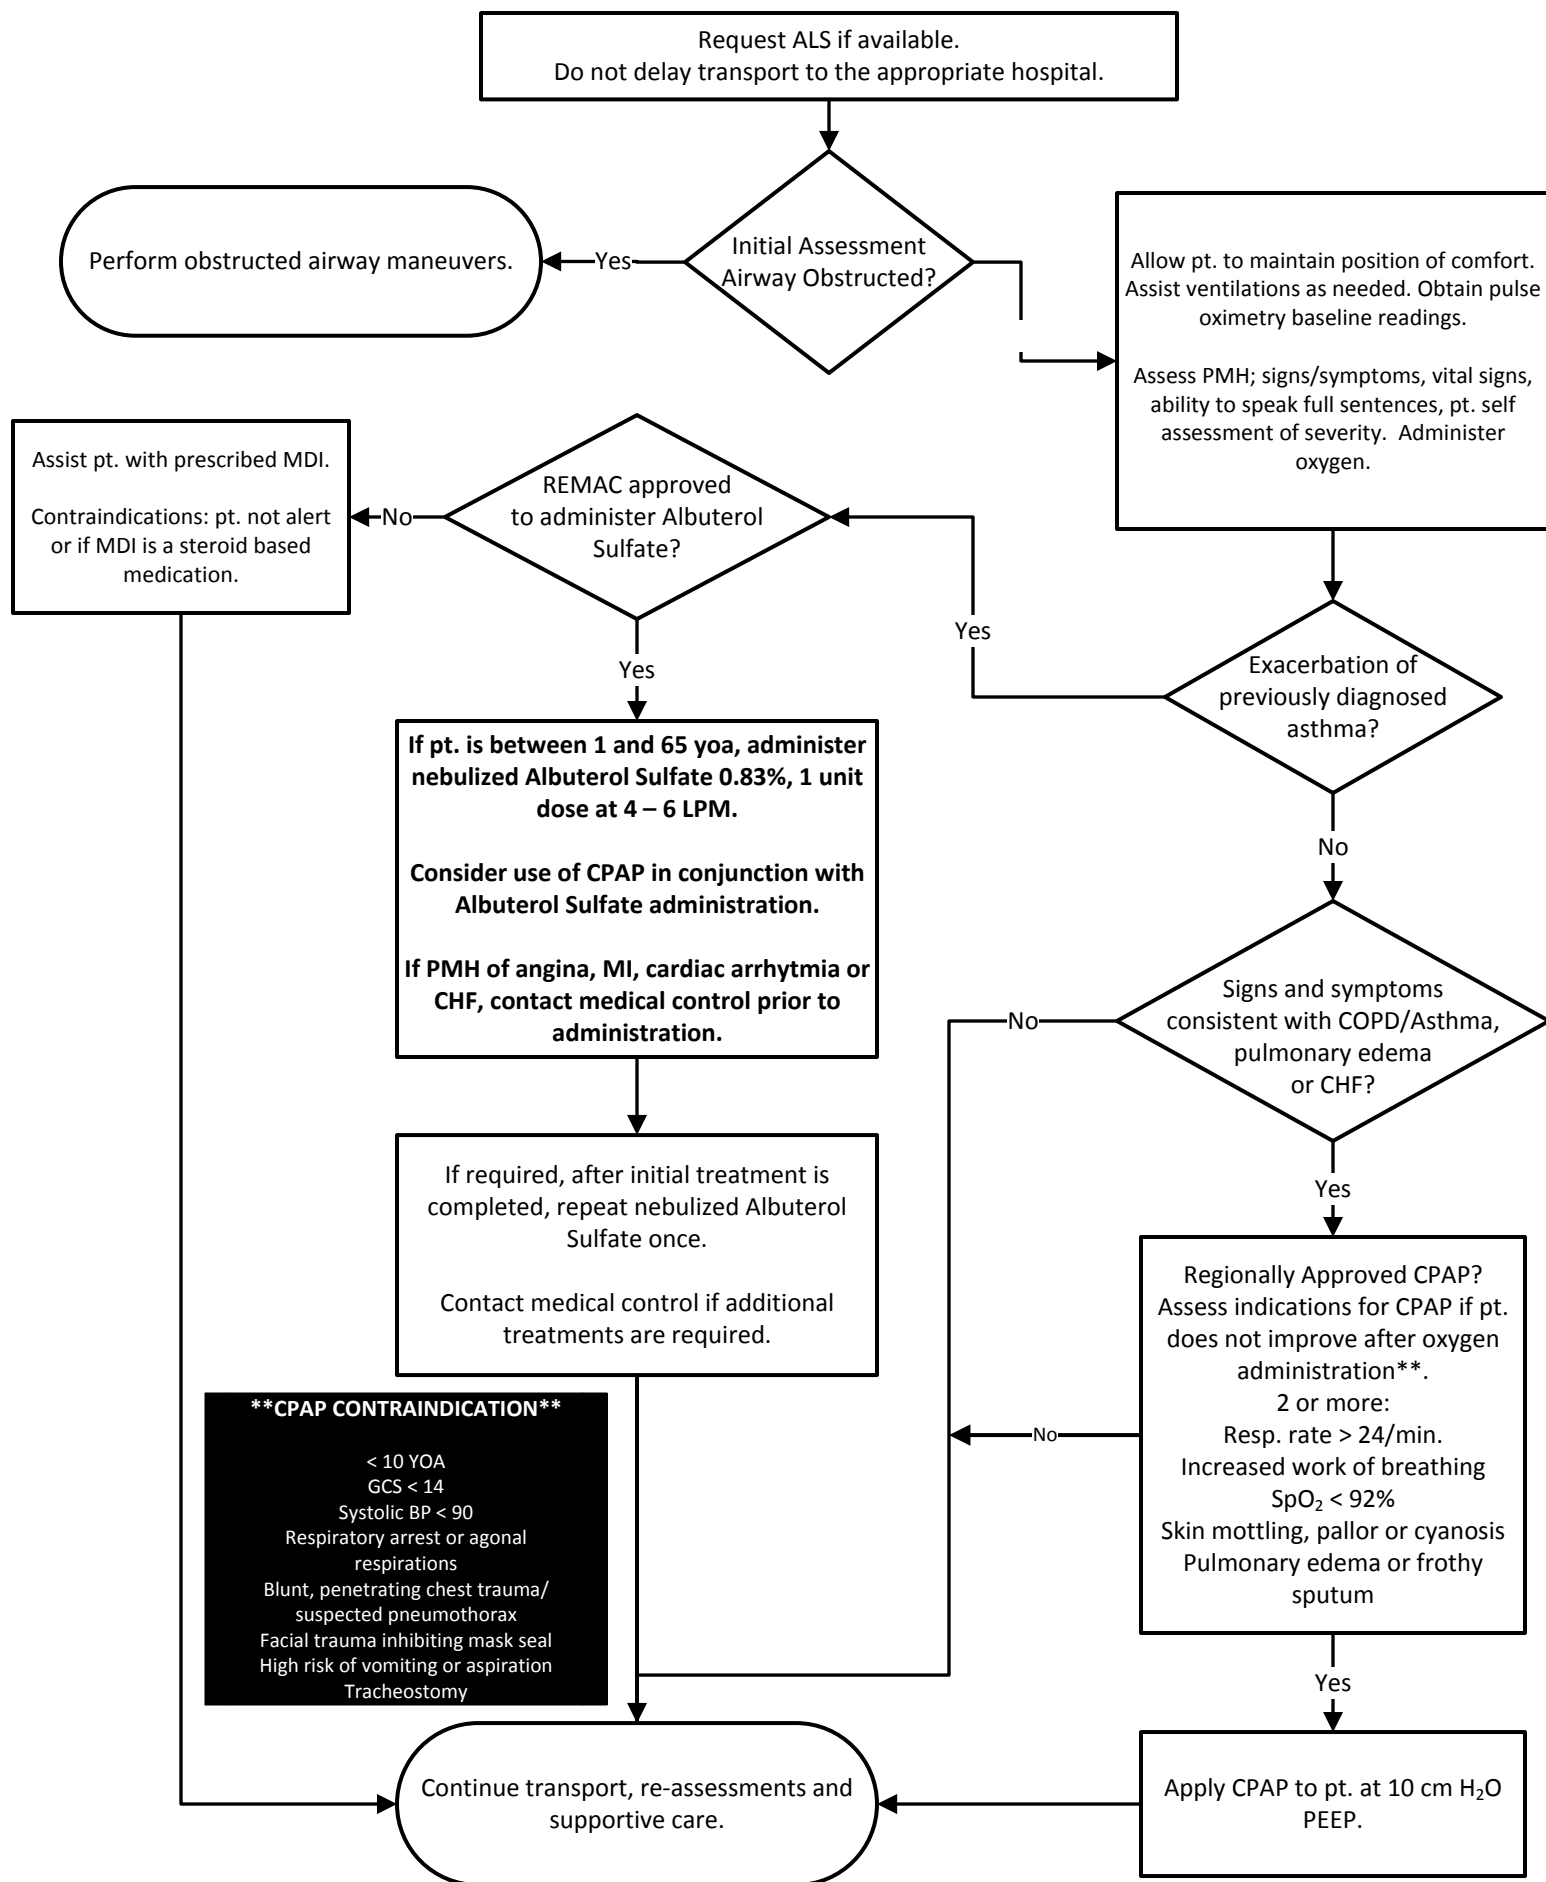 Request ALS if available.
Do not delay transport to the appropriate hospital.
Initial Assessment
Airway Obstructed?
Yes
Perform obstructed airway maneuvers.
Allow pt. to maintain position of comfort.
Assist ventilations as needed. Obtain pulse
oximetry baseline readings.
Assess PMH; signs/symptoms, vital signs,
ability to speak full sentences, pt. self
assessment of severity.  Administer
oxygen.
Exacerbation of
previously diagnosed
asthma?
Yes
REMAC approved
to administer Albuterol
Sulfate?
No
Assist pt. with prescribed MDI.
Contraindications: pt. not alert
or if MDI is a steroid based
medication.
Yes
If pt. is between 1 and 65 yoa, administer
nebulized Albuterol Sulfate 0.83%, 1 unit
dose at 4 – 6 LPM.
Consider use of CPAP in conjunction with
Albuterol Sulfate administration.
If PMH of angina, MI, cardiac arrhytmia or
CHF, contact medical control prior to
administration.
If required, after initial treatment is
completed, repeat nebulized Albuterol
Sulfate once.
Contact medical control if additional
treatments are required.
No
Signs and symptoms
consistent with COPD/Asthma,
pulmonary edema
or CHF?
No
Yes
Regionally Approved CPAP?
Assess indications for CPAP if pt.
does not improve after oxygen
administration**.
2 or more:
Resp. rate > 24/min.
Increased work of breathing
SpO₂ < 92%
Skin mottling, pallor or cyanosis
Pulmonary edema or frothy
sputum
No
Yes
Apply CPAP to pt. at 10 cm H₂O
PEEP.
**CPAP CONTRAINDICATION**
< 10 YOA
GCS < 14
Systolic BP < 90
Respiratory arrest or agonal
respirations
Blunt, penetrating chest trauma/
suspected pneumothorax
Facial trauma inhibiting mask seal
High risk of vomiting or aspiration
Tracheostomy
Continue transport, re-assessments and
supportive care.